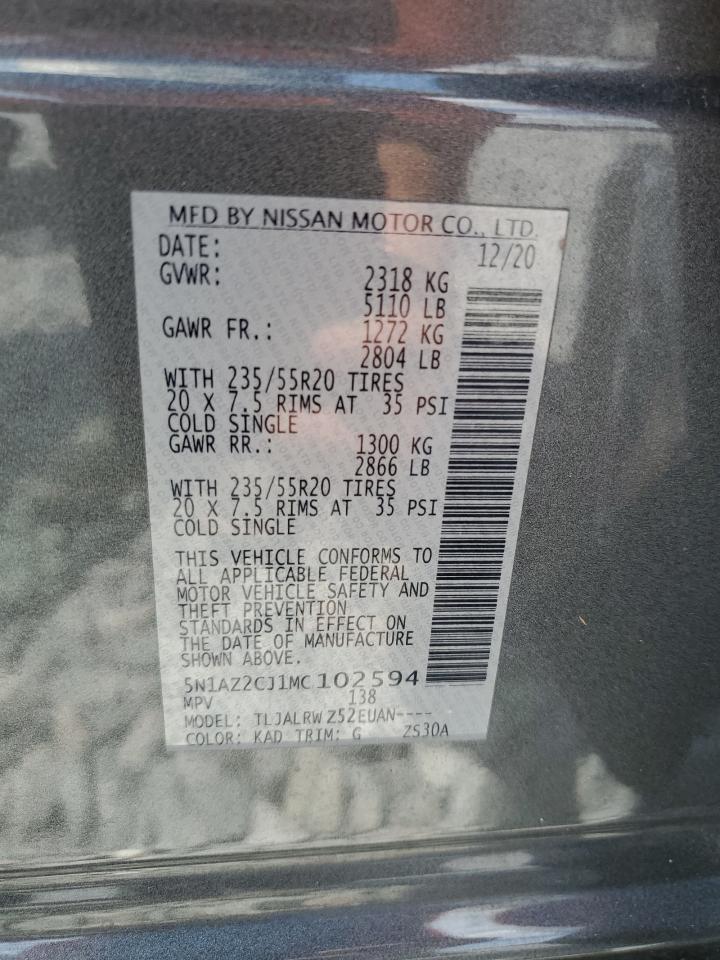 MFD BY NISSAN MOTOR CO., LTD.
DATE: 12/20
GVWR: 2318 KG
5110 LB
GAWR FR.: 1272 KG
2804 LB
WITH 235/55R20 TIRES
20 X 7.5 RIMS AT 35 PSI
COLD SINGLE
GAWR RR.: 1300 KG
2866 LB
WITH 235/55R20 TIRES
20 X 7.5 RIMS AT 35 PSI
COLD SINGLE
THIS VEHICLE CONFORMS TO
ALL APPLICABLE FEDERAL
MOTOR VEHICLE SAFETY AND
THEFT PREVENTION
STANDARDS IN EFFECT ON
THE DATE OF MANUFACTURE
SHOWN ABOVE.
5N1AZ2CJ1MC102594
MPV 138
MODEL: TLJALRW Z52EUAN----
COLOR: KAD TRIM: G ZS30A